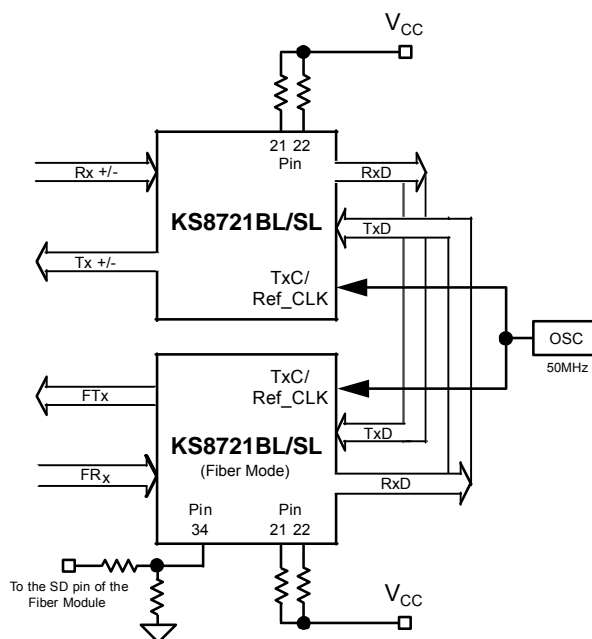 VCC
21 22
Pin
Rx +/-
RxD
KS8721BL/SL
TxD
Tx +/-
TxC/
Ref_CLK
OSC
50MHz
TxC/
Ref_CLK
FTx
TxD
KS8721BL/SL
(Fiber Mode)
FRx
RxD
Pin
34
Pin
21 22
To the SD pin of the
Fiber Module
VCC